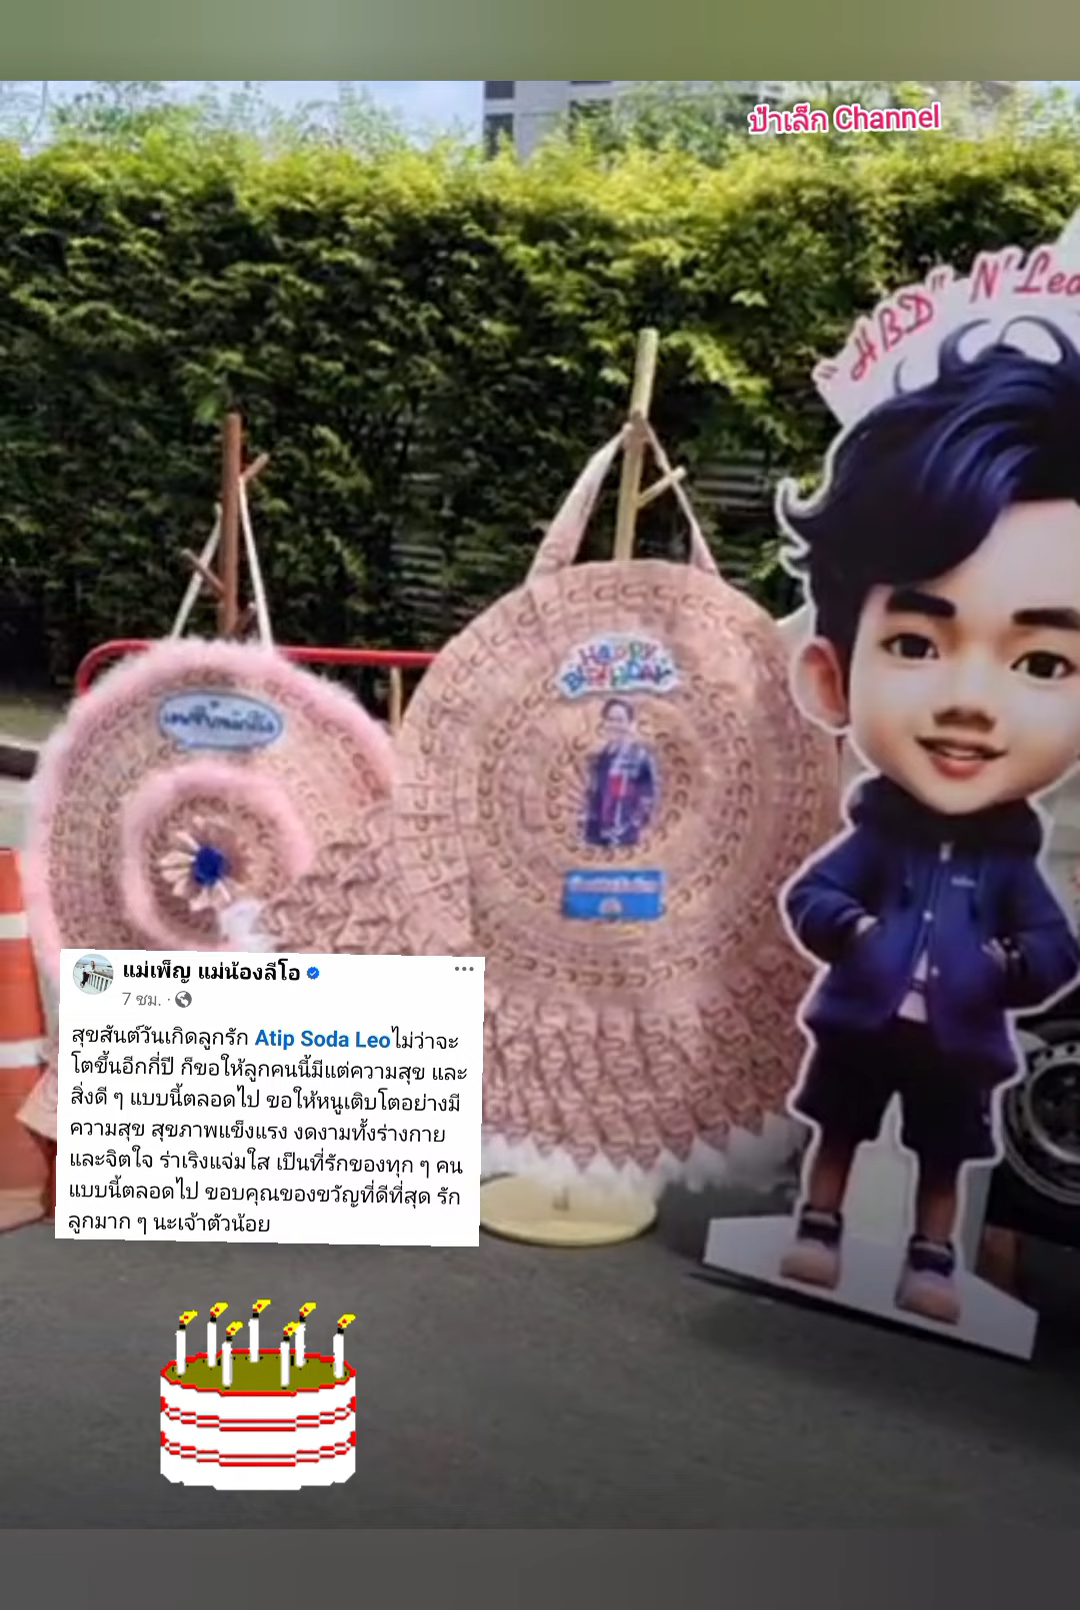 ป้าเล็ก Channel
"HBD" N'Leo
HAPPY
BIRTHDAY
แม่เพ็ญ แม่น้องลีโอ
7 ชม. ·
สุขสันต์วันเกิดลูกรัก Atip Soda Leoไม่ว่าจะ
โตขึ้นอีกกี่ปี ก็ขอให้ลูกคนนี้มีแต่ความสุข และ
สิ่งดี ๆ แบบนี้ตลอดไป ขอให้หนูเติบโตอย่างมี
ความสุข สุขภาพแข็งแรง งดงามทั้งร่างกาย
และจิตใจ ร่าเริงแจ่มใส เป็นที่รักของทุก ๆ คน
แบบนี้ตลอดไป ขอบคุณของขวัญที่ดีที่สุด รัก
ลูกมาก ๆ นะเจ้าตัวน้อย